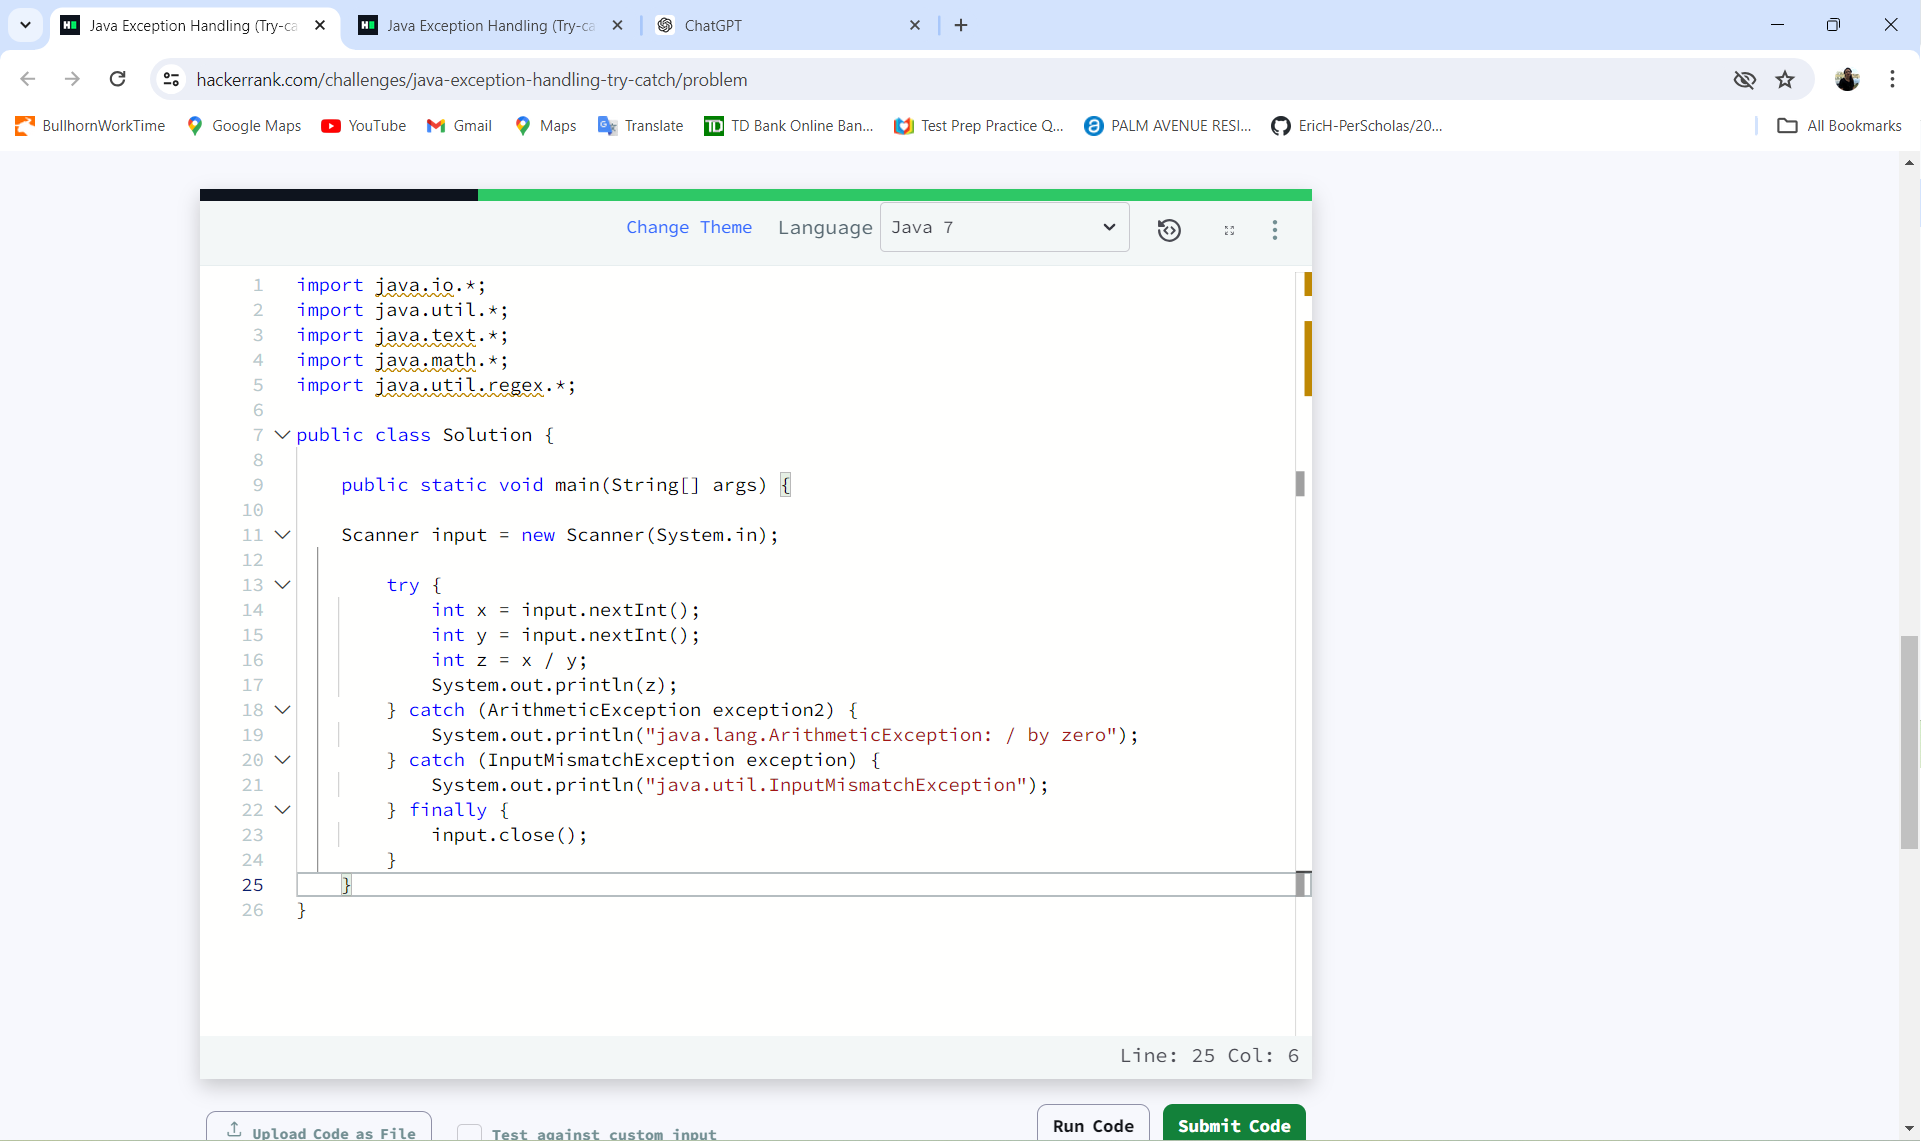 Java Exception Handling (Try-ca
Java Exception Handling (Try-ca
ChatGPT
hackerrank.com/challenges/java-exception-handling-try-catch/problem
BullhornWorkTime
Google Maps
YouTube
Gmail
Maps
Translate
TD Bank Online Ban...
Test Prep Practice Q...
PALM AVENUE RESI...
EricH-PerScholas/20...
All Bookmarks
Change Theme
Language
Java 7
1 import java.io.*;
2 import java.util.*;
3 import java.text.*;
4 import java.math.*;
5 import java.util.regex.*;
6
7 public class Solution {
8
9 public static void main(String[] args) {
10
11 Scanner input = new Scanner(System.in);
12
13 try {
14 int x = input.nextInt();
15 int y = input.nextInt();
16 int z = x / y;
17 System.out.println(z);
18 } catch (ArithmeticException exception2) {
19 System.out.println("java.lang.ArithmeticException: / by zero");
20 } catch (InputMismatchException exception) {
21 System.out.println("java.util.InputMismatchException");
22 } finally {
23 input.close();
24 }
25 }
26 }
Line: 25 Col: 6
Upload Code as File
Test against custom input
Run Code
Submit Code